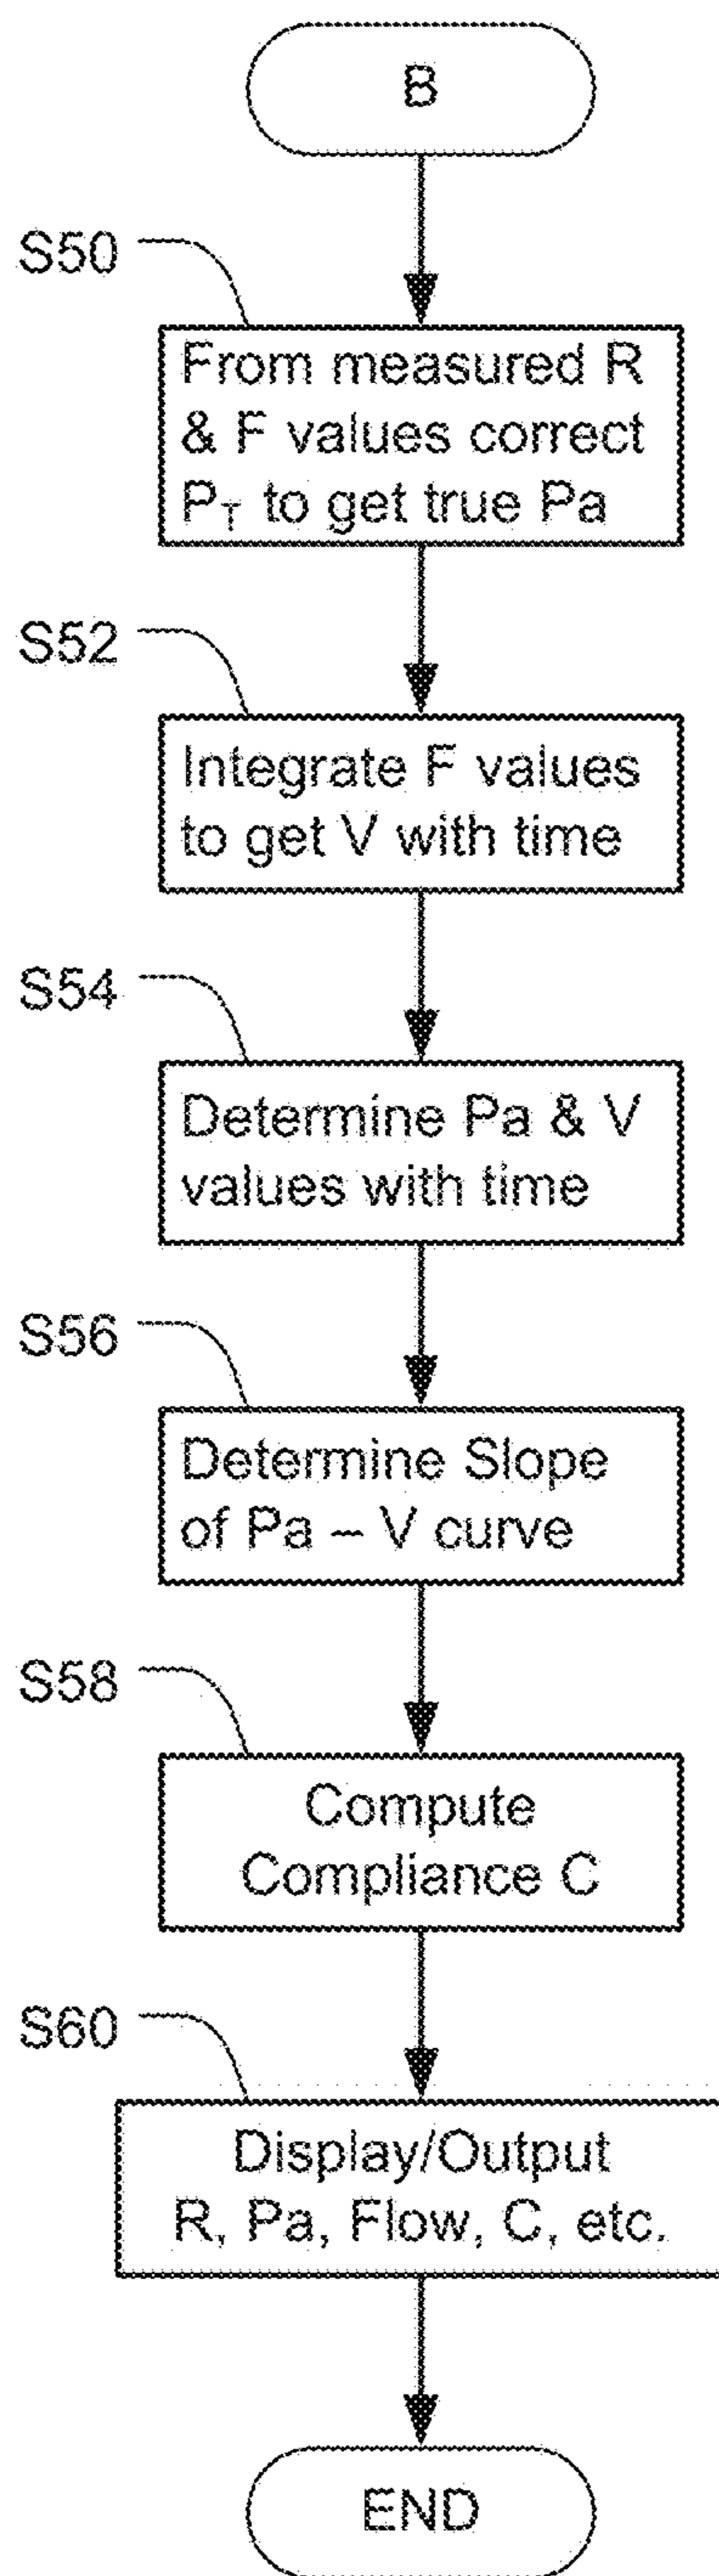 B
S50
From measured R
& F values correct
P_T to get true Pa
S52
Integrate F values
to get V with time
S54
Determine Pa & V
values with time
S56
Determine Slope
of Pa – V curve
S58
Compute
Compliance C
S60
Display/Output
R, Pa, Flow, C, etc.
END